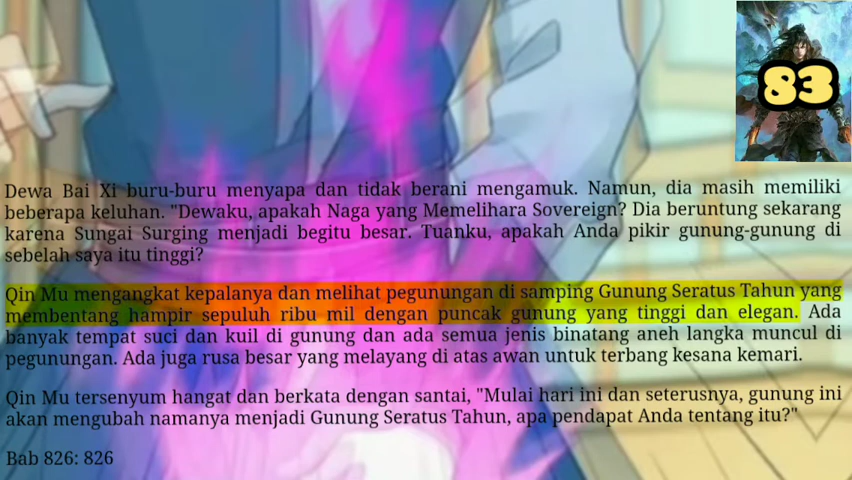 83
Dewa Bai Xi buru-buru menyapa dan tidak berani mengamuk. Namun, dia masih memiliki
beberapa keluhan. "Dewaku, apakah Naga yang Memelihara Sovereign? Dia beruntung sekarang
karena Sungai Surging menjadi begitu besar. Tuanku, apakah Anda pikir gunung-gunung di
sebelah saya itu tinggi?
Qin Mu mengangkat kepalanya dan melihat pegunungan di samping Gunung Seratus Tahun yang
membentang hampir sepuluh ribu mil dengan puncak gunung yang tinggi dan elegan. Ada
banyak tempat suci dan kuil di gunung dan ada semua jenis binatang aneh langka muncul di
pegunungan. Ada juga rusa besar yang melayang di atas awan untuk terbang kesana kemari.
Qin Mu tersenyum hangat dan berkata dengan santai, "Mulai hari ini dan seterusnya, gunung ini
akan mengubah namanya menjadi Gunung Seratus Tahun, apa pendapat Anda tentang itu?"
Bab 826: 826